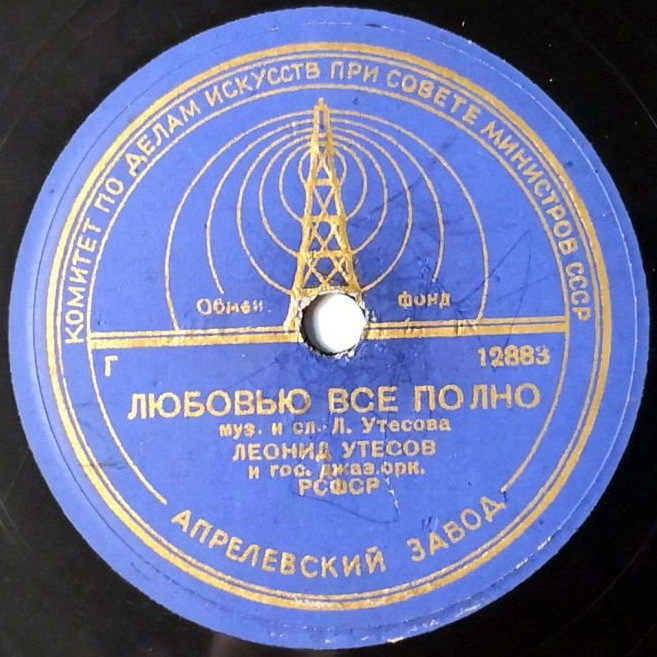 КОМИТЕТ ПО ДЕЛАМ ИСКУССТВ ПРИ СОВЕТЕ МИНИСТРОВ СССР
Обмен. фонд
Г 12883
ЛЮБОВЬЮ ВСЕ ПОЛНО
муз. и сл. Л. Утесова
ЛЕОНИД УТЕСОВ
и гос. джаз.орк.
РСФСР
АПРЕЛЕВСКИЙ ЗАВОД